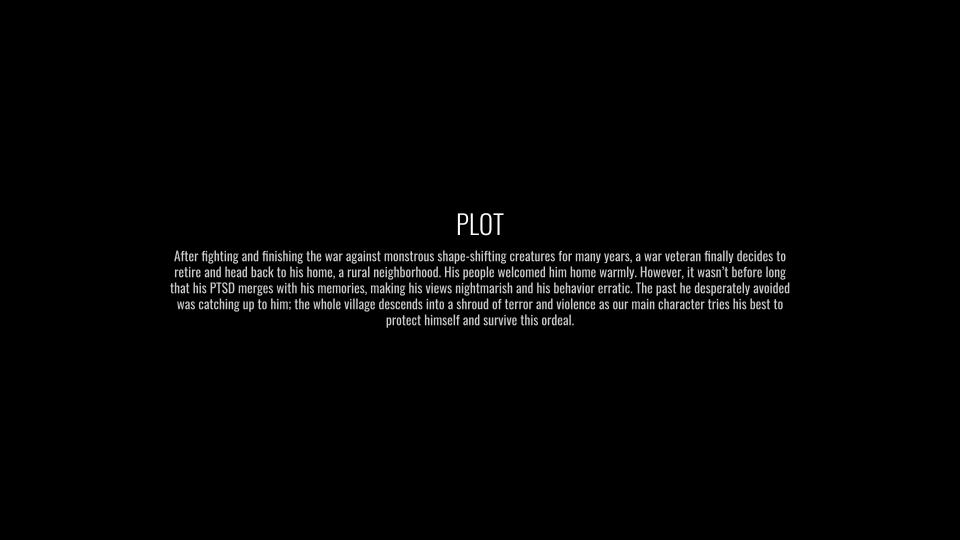 PLOT
After fighting and finishing the war against monstrous shape-shifting creatures for many years, a war veteran finally decides to
retire and head back to his home, a rural neighborhood. His people welcomed him home warmly. However, it wasn't before long
that his PTSD merges with his memories, making his views nightmarish and his behavior erratic. The past he desperately avoided
was catching up to him; the whole village descends into a shroud of terror and violence as our main character tries his best to
protect himself and survive this ordeal.